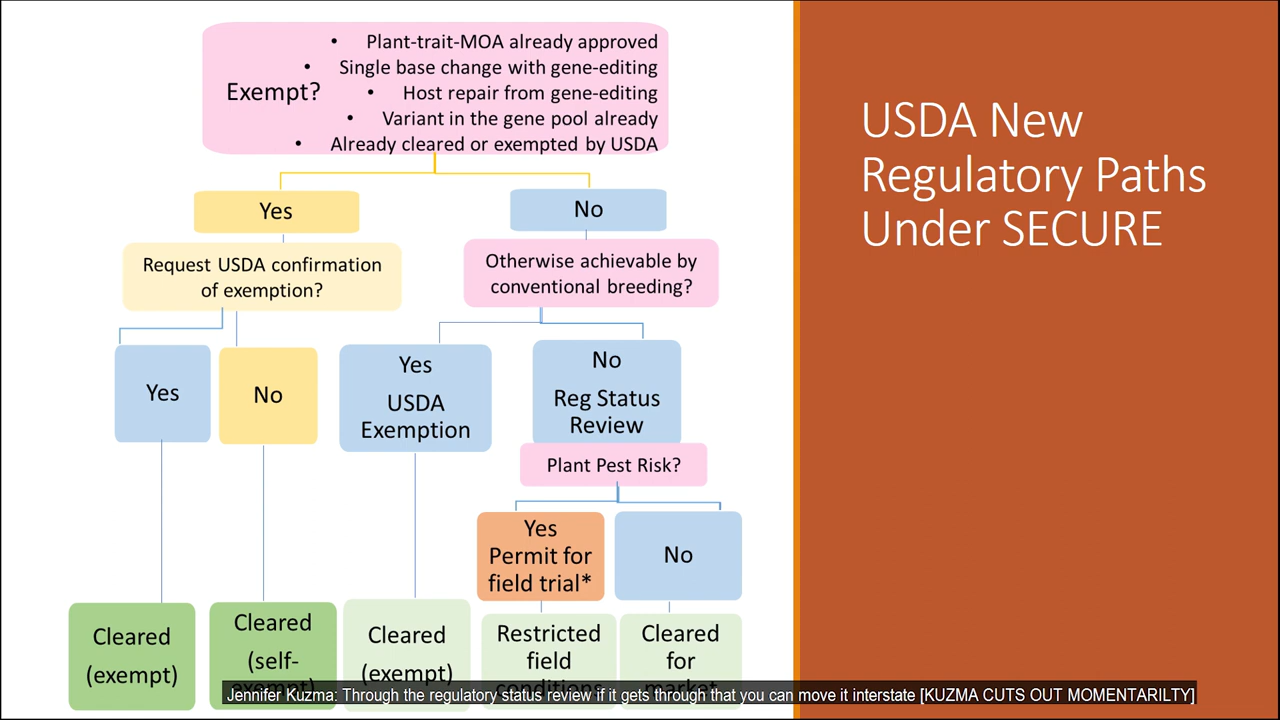 Exempt?
• Plant-trait-MOA already approved
• Single base change with gene-editing
• Host repair from gene-editing
• Variant in the gene pool already
• Already cleared or exempted by USDA
USDA New
Regulatory Paths
Under SECURE
Yes
No
Request USDA confirmation
of exemption?
Otherwise achievable by
conventional breeding?
Yes
No
Yes
USDA
Exemption
No
Reg Status
Review
Plant Pest Risk?
Yes
Permit for
field trial*
No
Cleared
(exempt)
Cleared
(self-
exempt)
Cleared
(exempt)
Restricted
field
conditions
Cleared
for
market
Jennifer Kuzma: Through the regulatory status review if it gets through that you can move it interstate [KUZMA CUTS OUT MOMENTARILTY]